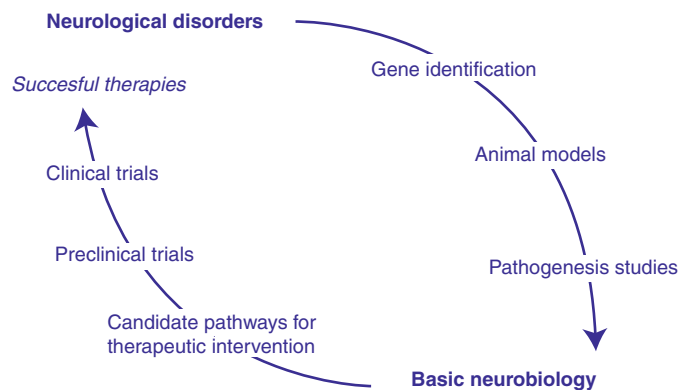 Neurological disorders
Gene identification
Animal models
Pathogenesis studies
Basic neurobiology
Candidate pathways for
therapeutic intervention
Preclinical trials
Clinical trials
Succesful therapies